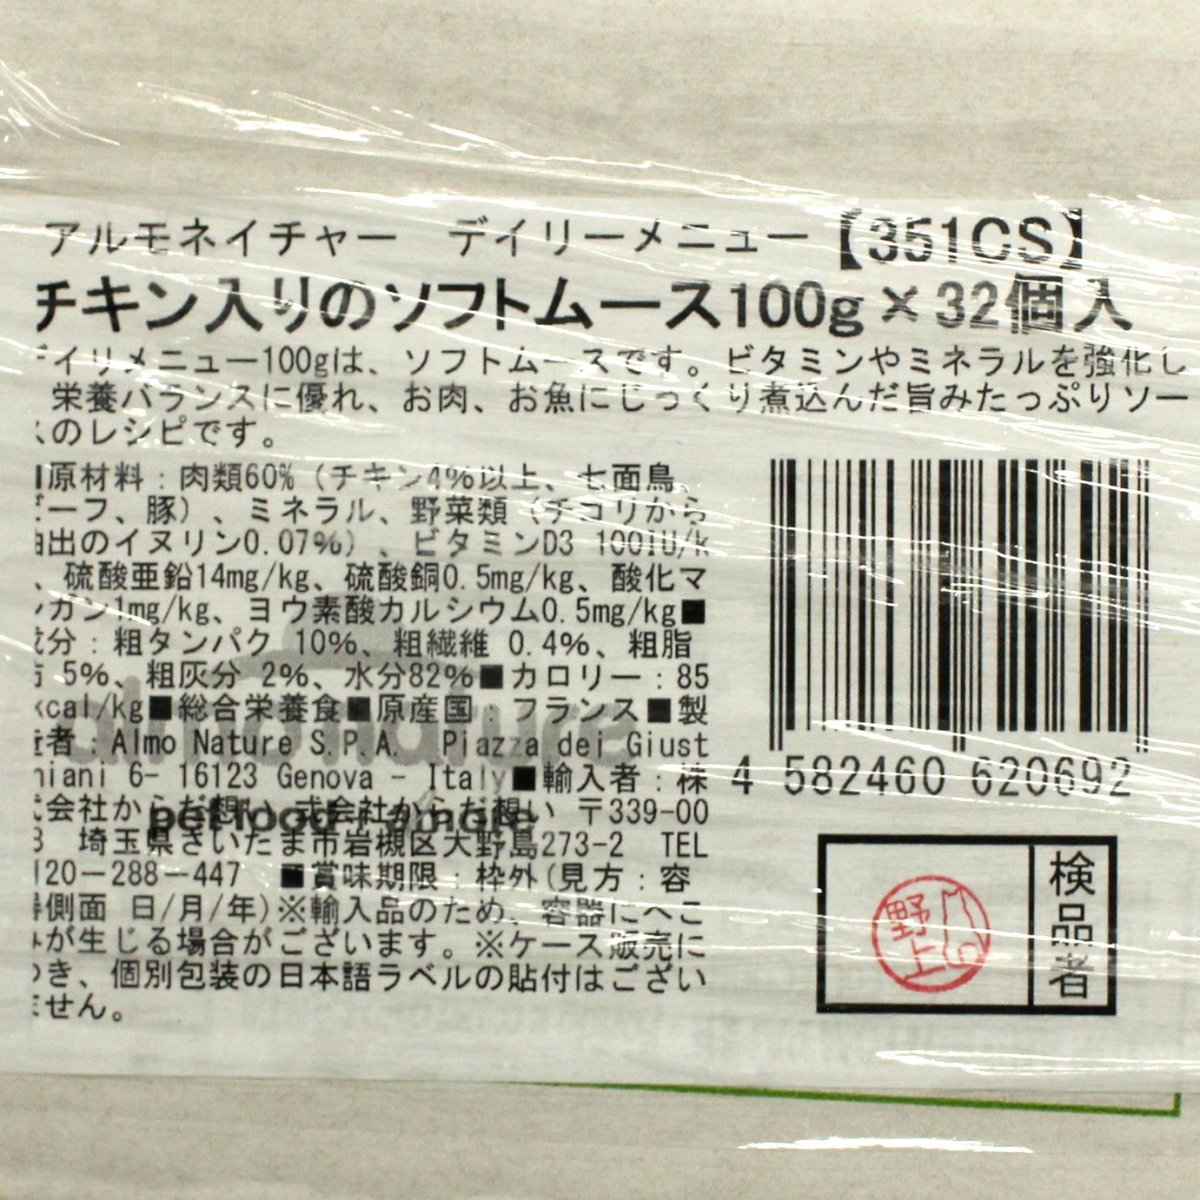 アルモネイチャー　デイリーメニュー【351CS】
チキン入りのソフトムース100g×32個入
イリメニュー100gは、ソフトムースです。ビタミンやミネラルを強化し
栄養バランスに優れ、お肉、お魚にじっくり煮込んだ旨みたっぷりソー
スのレシピです。
■原材料：肉類60%（チキン4%以上、七面鳥、
ビーフ、豚）、ミネラル、野菜類（チコリから
抽出のイヌリン0.07%）、ビタミンD3 100IU/k
、硫酸亜鉛14mg/kg、硫酸銅0.5mg/kg、酸化マ
ンガン1mg/kg、ヨウ素酸カルシウム0.5mg/kg■
成分：粗タンパク 10%、粗繊維 0.4%、粗脂
5%、粗灰分 2%、水分82%■カロリー：85
kcal/kg■総合栄養食■原産国：フランス■製
造者：Almo Nature S.P.A. Piazza dei Giust
iniani 6- 16123 Genova - Italy■輸入者：株
式会社からだ想い 式会社からだ想い 〒339-00
埼玉県さいたま市岩槻区大野島273-2 TEL
120-288-447 ■賞味期限：枠外(見方：容
器側面 日/月/年)※輸入品のため、容器にへこ
みが生じる場合がございます。※ケース販売に
つき、個別包装の日本語ラベルの貼付はござい
ません。
almo nature
petfood
4 582460 620692
検品者
野上